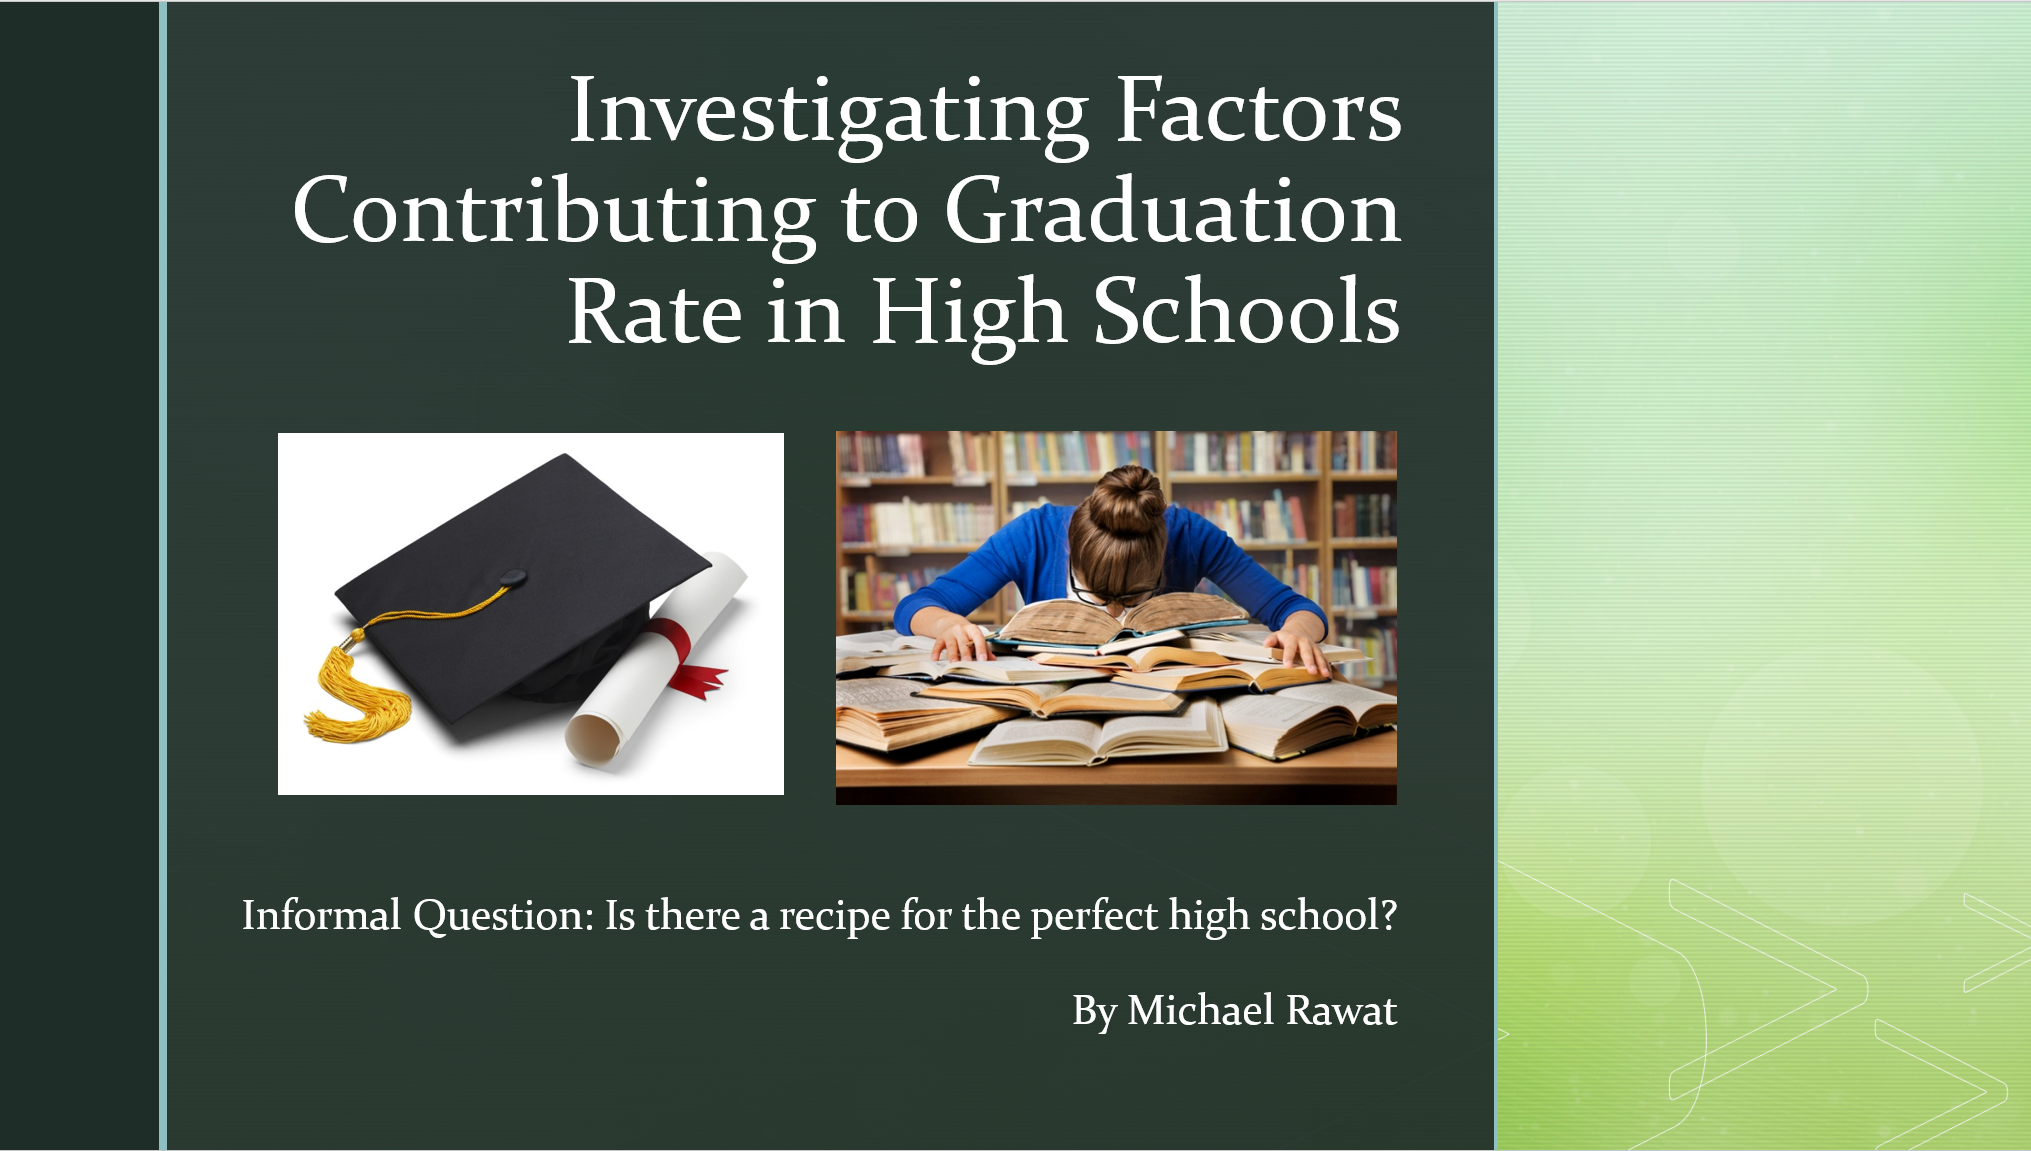 Investigating Factors
Contributing to Graduation
Rate in High Schools
Informal Question: Is there a recipe for the perfect high school?
By Michael Rawat